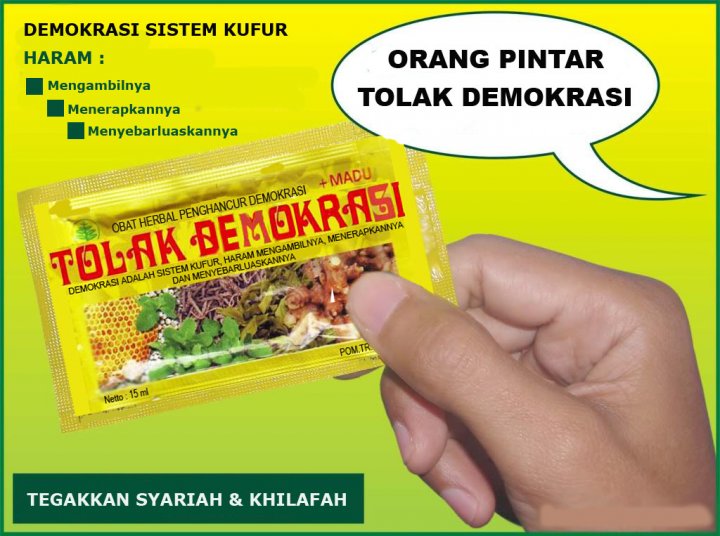 DEMOKRASI SISTEM KUFUR
HARAM :
Mengambilnya
Menerapkannya
Menyebarluaskannya
ORANG PINTAR
TOLAK DEMOKRASI
+ MADU
OBAT HERBAL PENGHANCUR DEMOKRASI
TOLAK DEMOKRASI
DEMOKRASI ADALAH SISTEM KUFUR, HARAM MENGAMBILNYA, MENERAPKANNYA
DAN MENYEBARLUASKANNYA
POM.TR.
Netto : 15 ml
TEGAKKAN SYARIAH & KHILAFAH